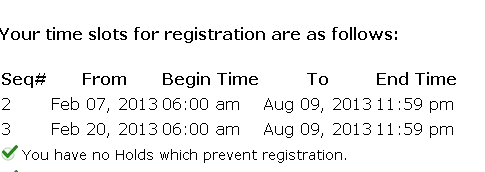 Your time slots for registration are as follows:
Seq# From Begin Time To End Time
2 Feb 07, 2013 06:00 am Aug 09, 2013 11:59 pm
3 Feb 20, 2013 06:00 am Aug 09, 2013 11:59 pm
You have no Holds which prevent registration.